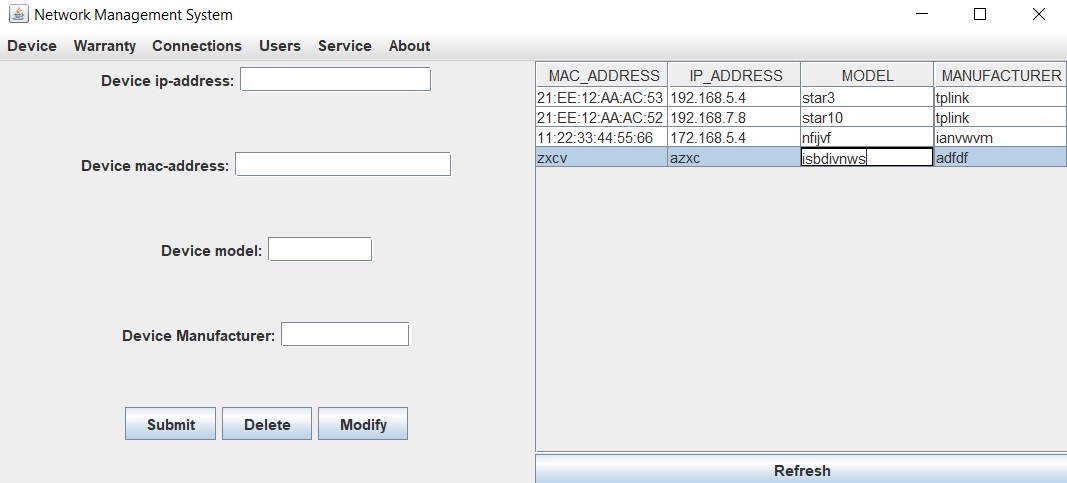 Network Management System
Device Warranty Connections Users Service About
Device ip-address:
Device mac-address:
Device model:
Device Manufacturer:
Submit Delete Modify
MAC_ADDRESS IP_ADDRESS MODEL MANUFACTURER
21:EE:12:AA:AC:53 192.168.5.4 star3 tplink
21:EE:12:AA:AC:52 192.168.7.8 star10 tplink
11:22:33:44:55:66 172.168.5.4 nfijvf ianvwvm
zxcv azxc isbdivnws adfdf
Refresh